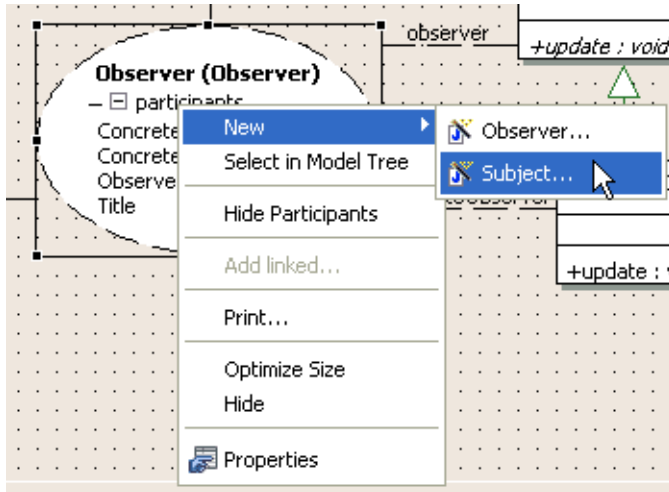 observer
+update : void
Observer (Observer)
participants
Concrete
Concrete
Observe
Title
New
Select in Model Tree
Hide Participants
Add linked...
Print...
Optimize Size
Hide
Properties
Observer...
Subject...
+update :